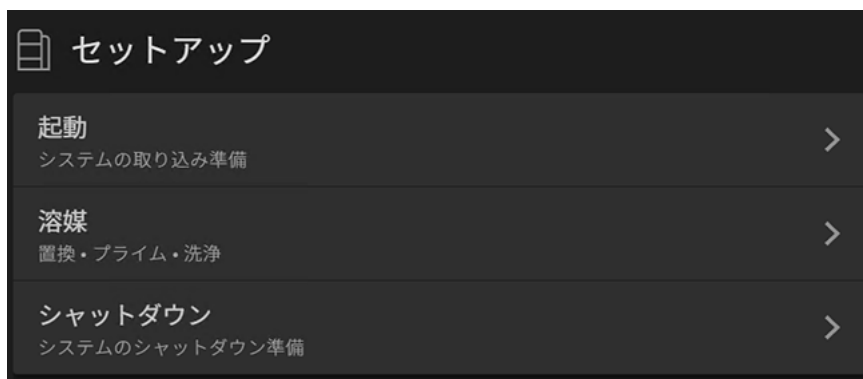 セットアップ
起動
システムの取り込み準備
溶媒
置換・プライム・洗浄
シャットダウン
システムのシャットダウン準備